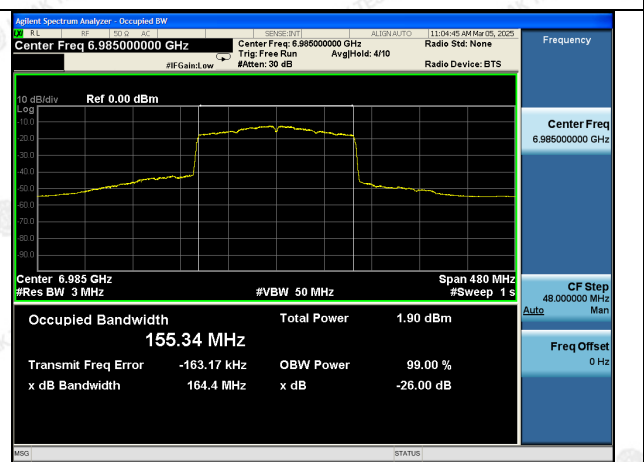 Agilent Spectrum Analyzer - Occupied BW
RL RF 50 Ω AC SENSE:INT ALIGN AUTO 11:04:45 AM Mar 05, 2025
Center Freq 6.985000000 GHz Center Freq: 6.985000000 GHz Radio Std: None Frequency
Trig: Free Run Avg|Hold: 4/10
#IFGain:Low #Atten: 30 dB Radio Device: BTS
10 dB/div Ref 0.00 dBm
Log
-10.0
-20.0
-30.0
-40.0
-50.0
-60.0
-70.0
-80.0
-90.0
Center 6.985 GHz Span 480 MHz
#Res BW 3 MHz #VBW 50 MHz #Sweep 1 s
Occupied Bandwidth Total Power 1.90 dBm
155.34 MHz
Transmit Freq Error -163.17 kHz OBW Power 99.00 %
x dB Bandwidth 164.4 MHz x dB -26.00 dB
Center Freq
6.985000000 GHz
CF Step
48.000000 MHz
Auto Man
Freq Offset
0 Hz
MSG STATUS